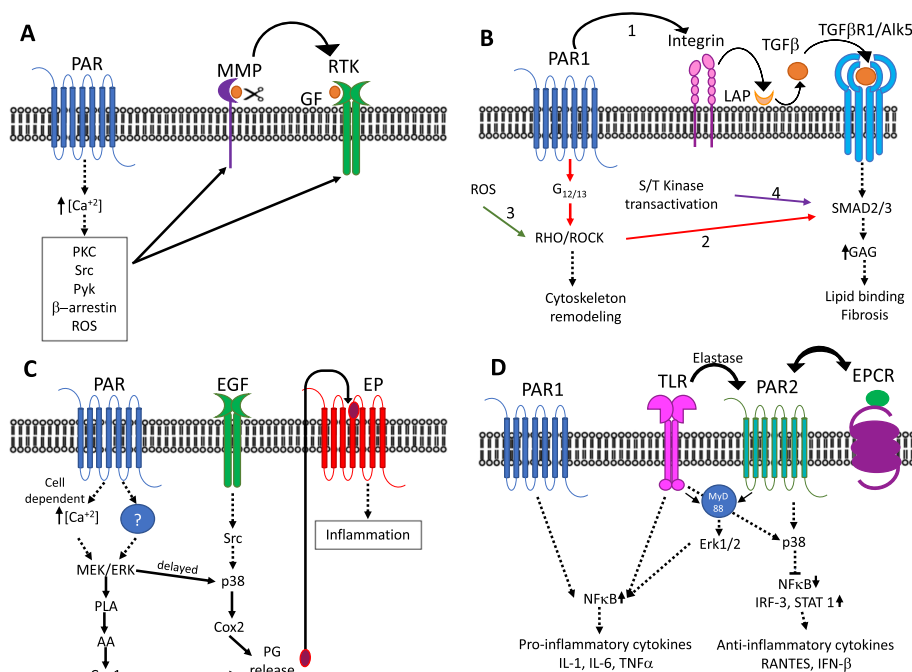 A
PAR
MMP
RTK
GF
[Ca+2]
PKC
Src
Pyk
β–arrestin
ROS
B
PAR1
1
Integrin
TGFβ
TGFβR1/Alk5
LAP
G12/13
ROS
3
S/T Kinase
transactivation
4
SMAD2/3
RHO/ROCK
2
GAG
Cytoskeleton
remodeling
Lipid binding
Fibrosis
C
PAR
EGF
EP
Cell
dependent
[Ca+2]
?
Src
Inflammation
MEK/ERK
delayed
p38
PLA
Cox2
AA
PG
release
D
PAR1
TLR
Elastase
PAR2
EPCR
MyD
88
Erk1/2
p38
NFκB
NFκB
IRF-3, STAT 1
Pro-inflammatory cytokines
IL-1, IL-6, TNFα
Anti-inflammatory cytokines
RANTES, IFN-β